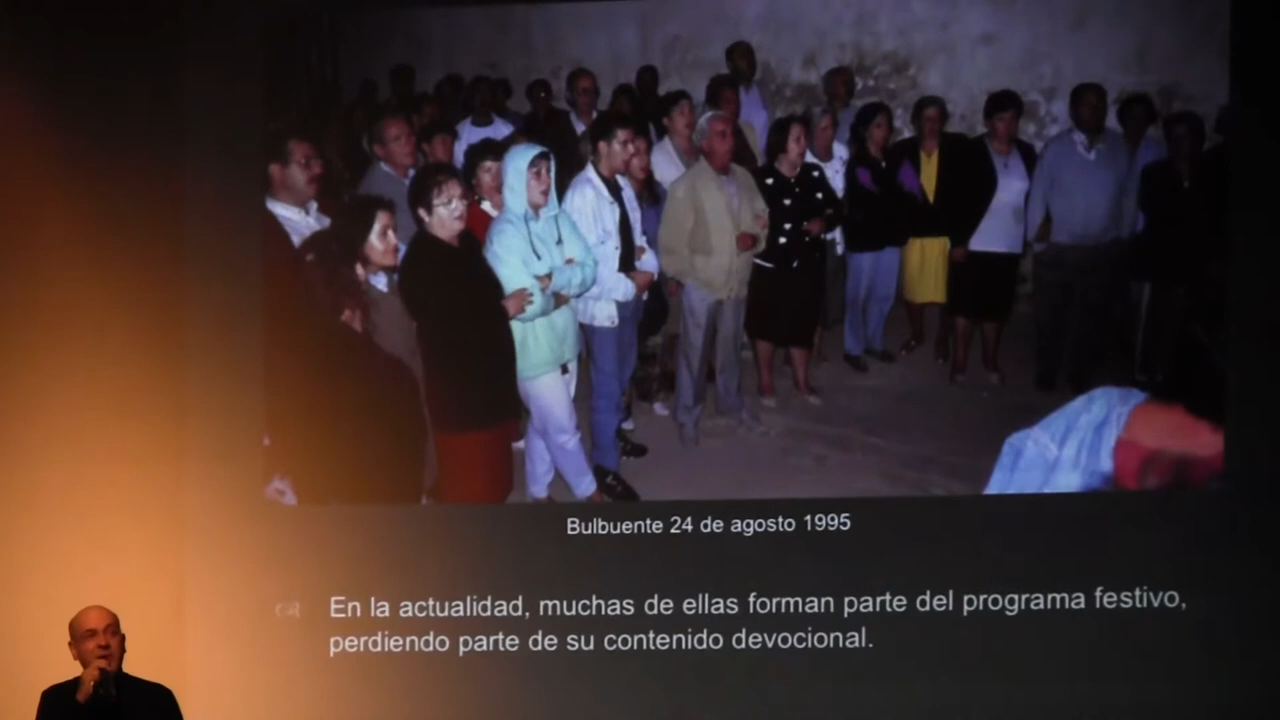 Bulbuente 24 de agosto 1995
En la actualidad, muchas de ellas forman parte del programa festivo,
perdiendo parte de su contenido devocional.